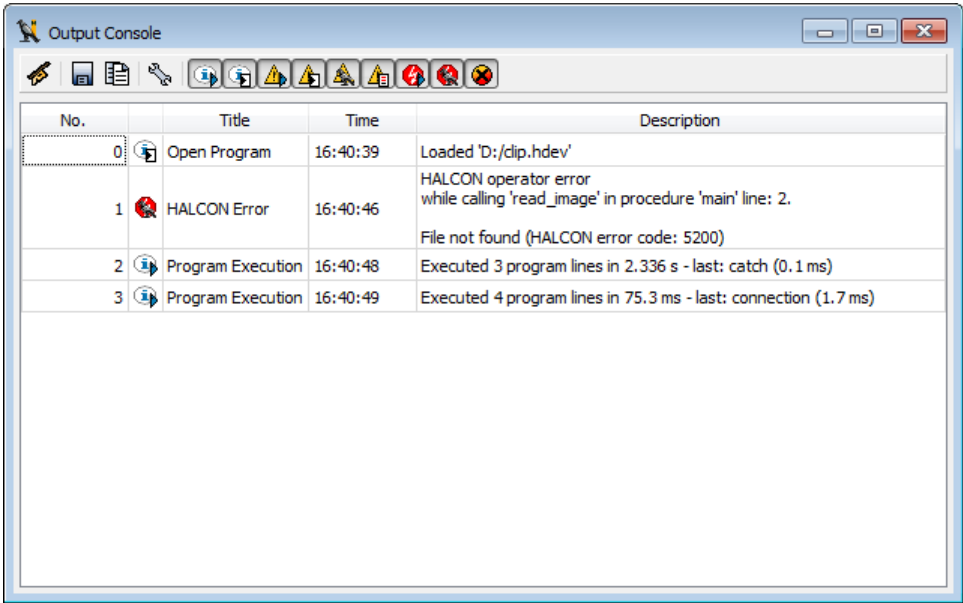 Output Console
No. Title Time Description
0 Open Program 16:40:39 Loaded 'D:/clip.hdev'
HALCON operator error
1 HALCON Error 16:40:46 while calling 'read_image' in procedure 'main' line: 2.
File not found (HALCON error code: 5200)
2 Program Execution 16:40:48 Executed 3 program lines in 2.336 s - last: catch (0.1 ms)
3 Program Execution 16:40:49 Executed 4 program lines in 75.3 ms - last: connection (1.7 ms)